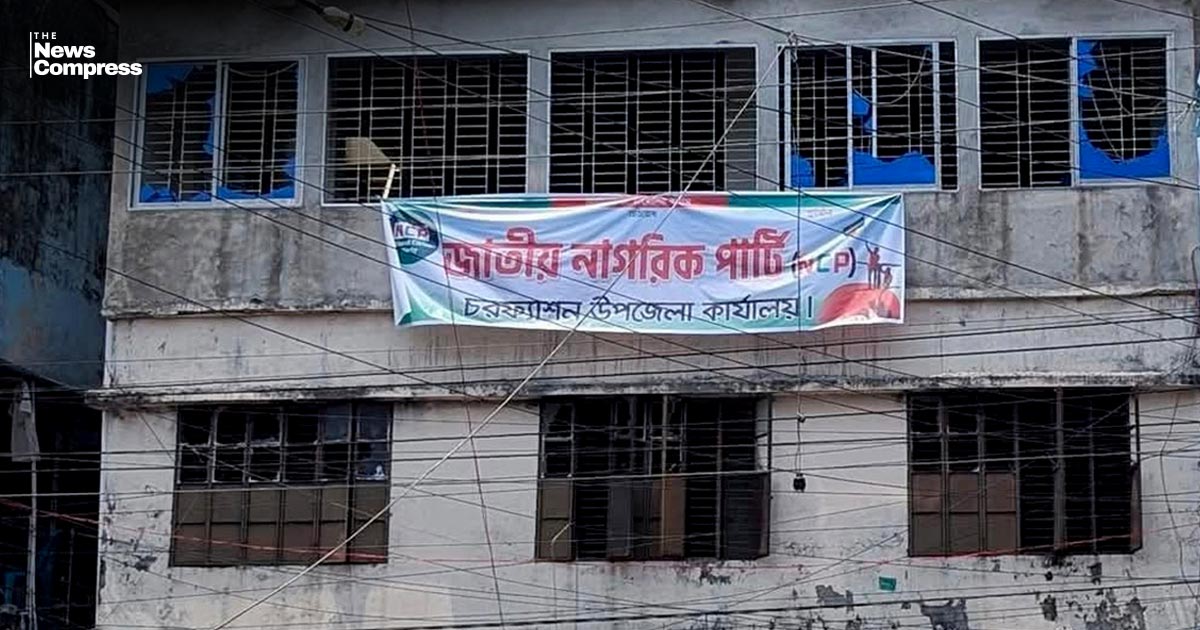 THE
News
Compress
NCP
জাতীয় নাগরিক পার্টি (NCP)
চরফ্যাশন উপজেলা কার্যালয়।